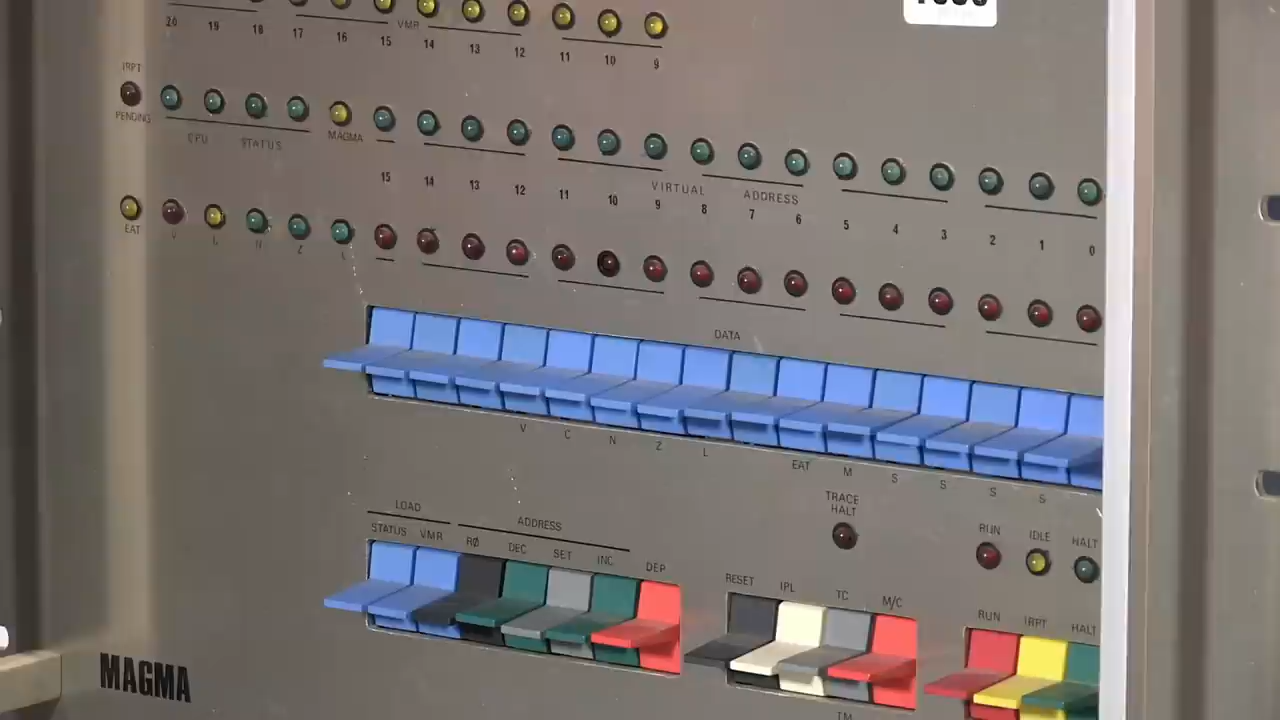 20 19 18 17 16 15 14 13 12 11 10 9
VMR
IRPT
PENDING
CPU STATUS
MAGMA
15 14 13 12 11 10 9 8 7 6 5 4 3 2 1 0
VIRTUAL ADDRESS
EAT V L N Z
DATA
V C N Z L EAT M S S S S
TRACE
HALT
RUN IDLE HALT
LOAD
ADDRESS
STATUS VMR RØ DEC SET INC DEP
RESET IPL TC M/C
RUN IRPT HALT
MAGMA
TM